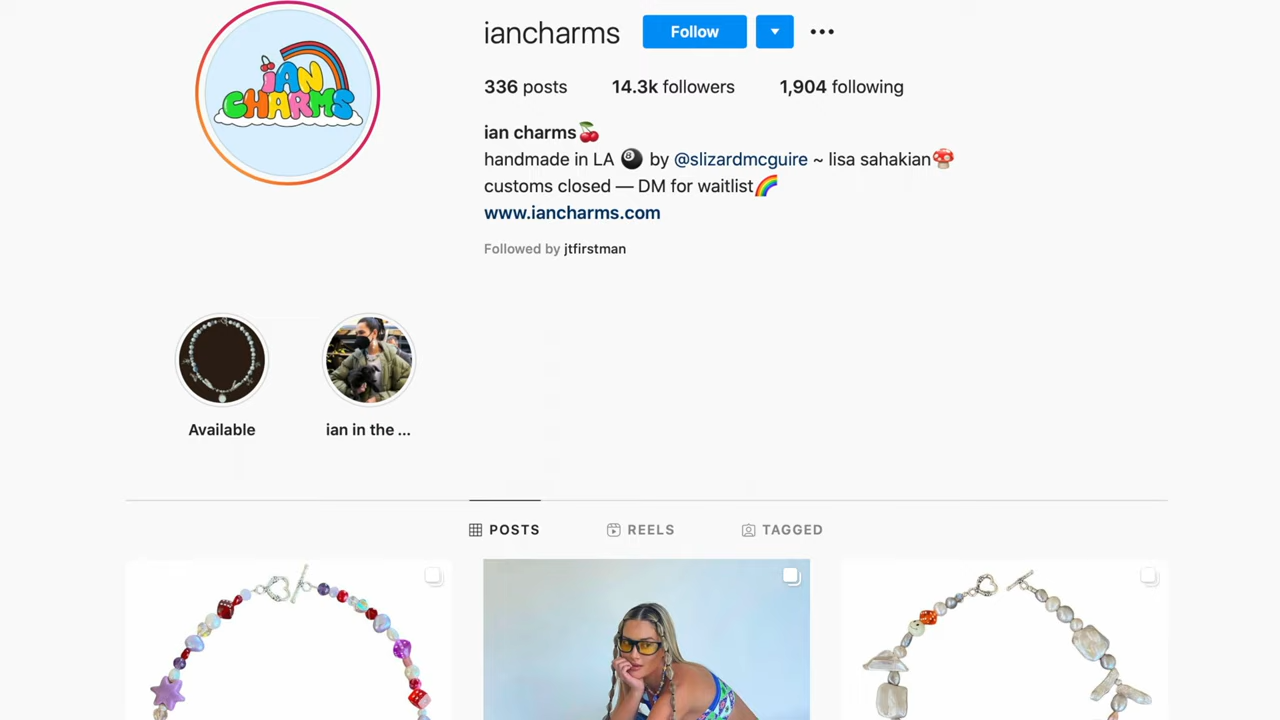 iAN
CHARMS
iancharms
Follow
336 posts 14.3k followers 1,904 following
ian charms🍒
handmade in LA 🎱 by @slizardmcguire ~ lisa sahakian🍄
customs closed — DM for waitlist🌈
www.iancharms.com
Followed by jtfirstman
Available
ian in the ...
POSTS REELS TAGGED